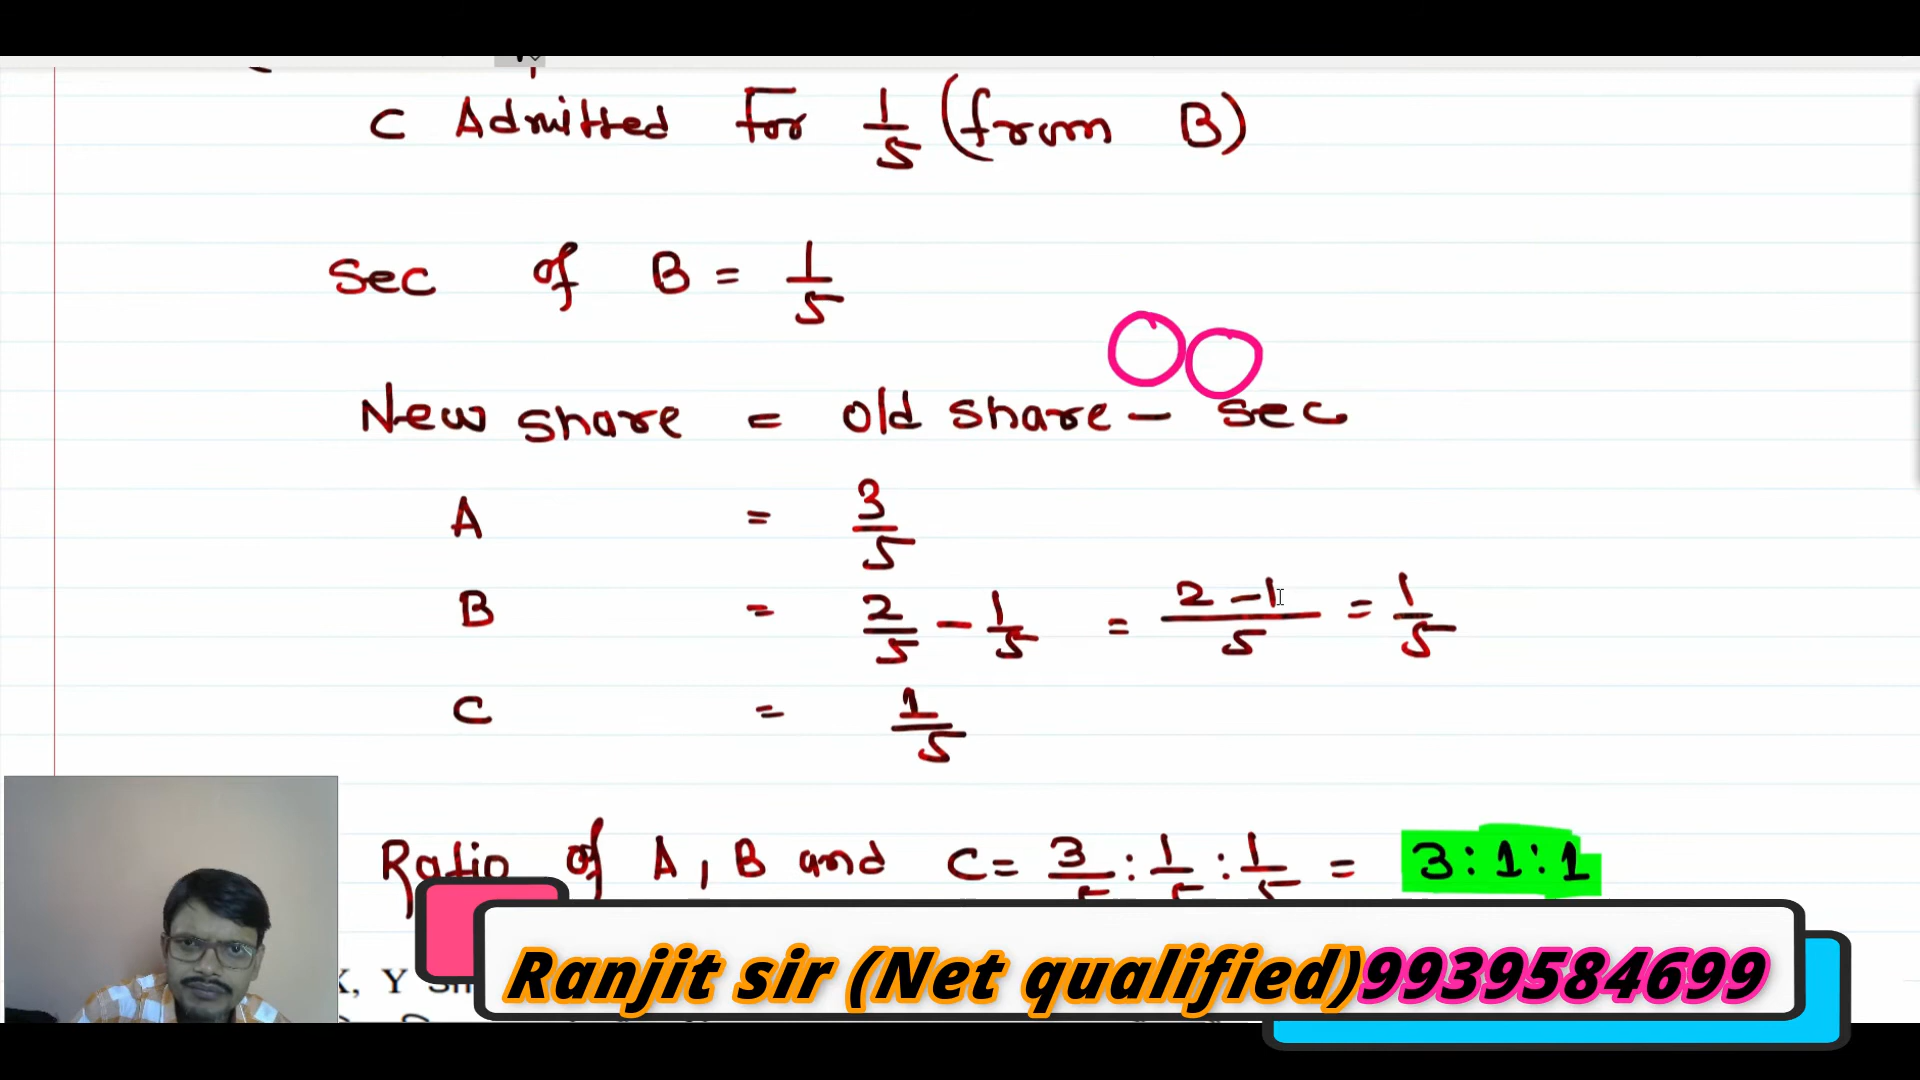 C Admitted for 1/5 (from B)
Sec of B = 1/5
New share = old share - sec
A = 3/5
B = 2/5 - 1/5 = 2-1/5 = 1/5
C = 1/5
Ratio of A, B and C = 3/5 : 1/5 : 1/5 = 3:1:1
X, Y
Ranjit sir (Net qualified)9939584699